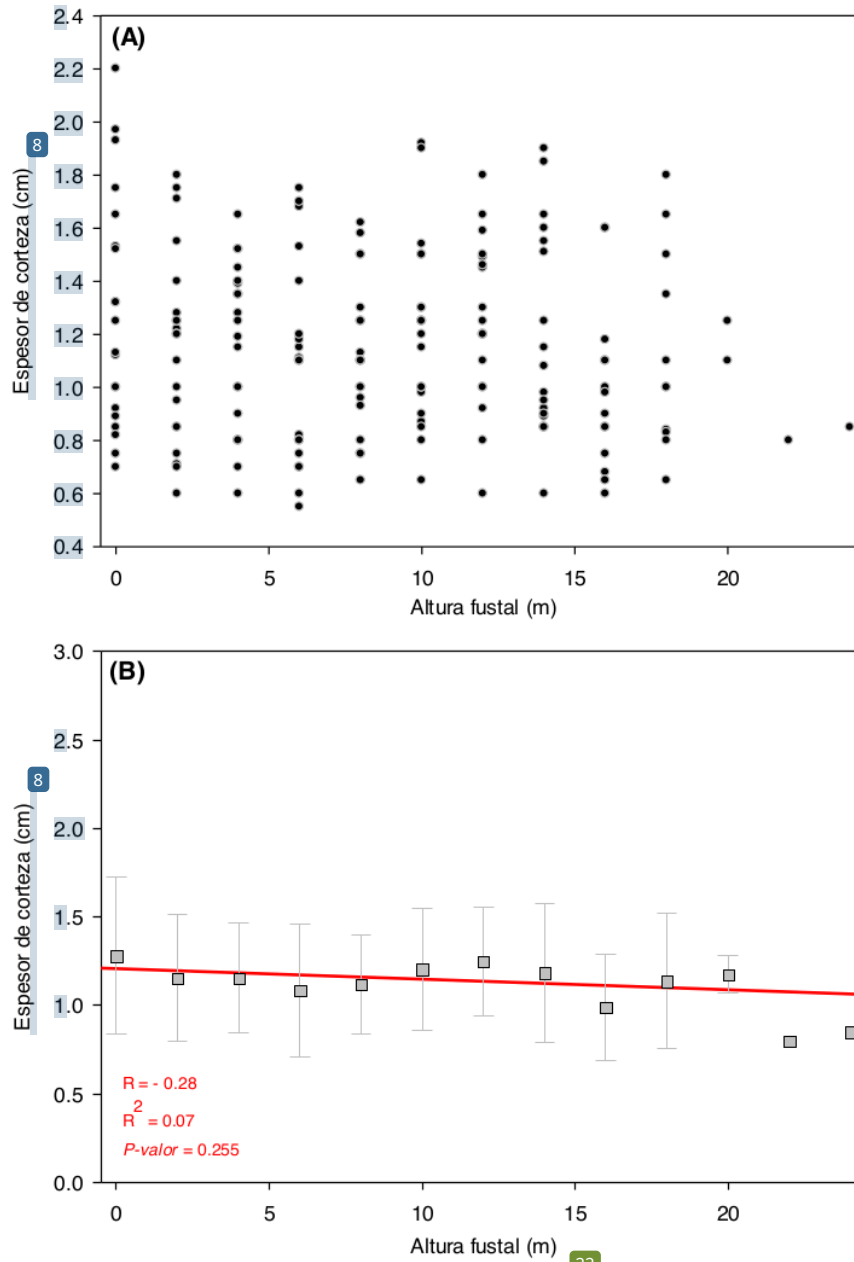 (A)
2.4
2.2
2.0
1.8
1.6
1.4
1.2
1.0
0.8
0.6
0.4
8
Espesor de corteza (cm)
0 5 10 15 20
Altura fustal (m)
(B)
3.0
2.5
2.0
1.5
1.0
0.5
0.0
8
Espesor de corteza (cm)
R = - 0.28
R² = 0.07
P-valor = 0.255
0 5 10 15 20
Altura fustal (m)